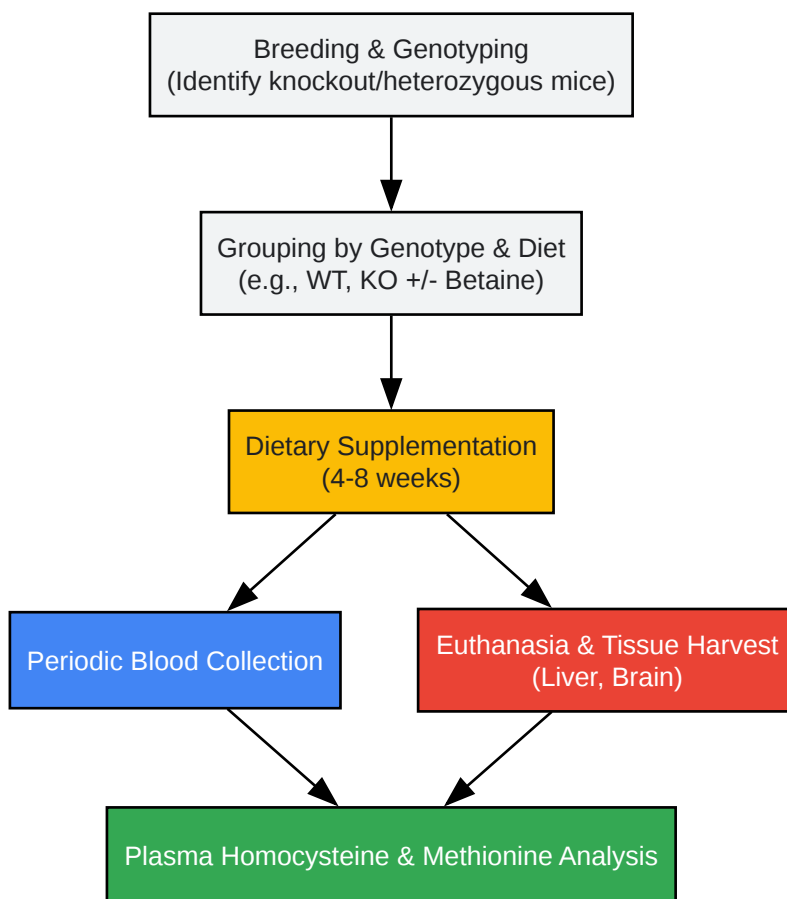 Breeding & Genotyping
(Identify knockout/heterozygous mice)
Grouping by Genotype & Diet
(e.g., WT, KO +/- Betaine)
Dietary Supplementation
(4-8 weeks)
Periodic Blood Collection
Euthanasia & Tissue Harvest
(Liver, Brain)
Plasma Homocysteine & Methionine Analysis